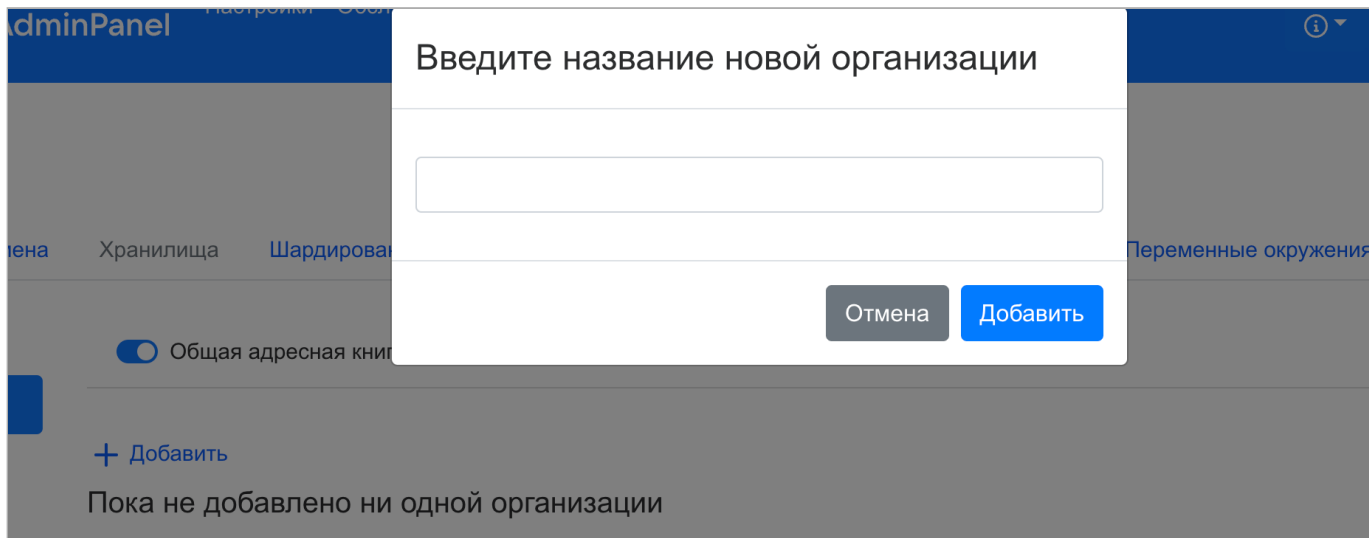 AdminPanel
Настройки
Введите название новой организации
Хранилища
Переменные окружения
Отмена
Добавить
Общая адресная
Добавить
Пока не добавлено ни одной организации